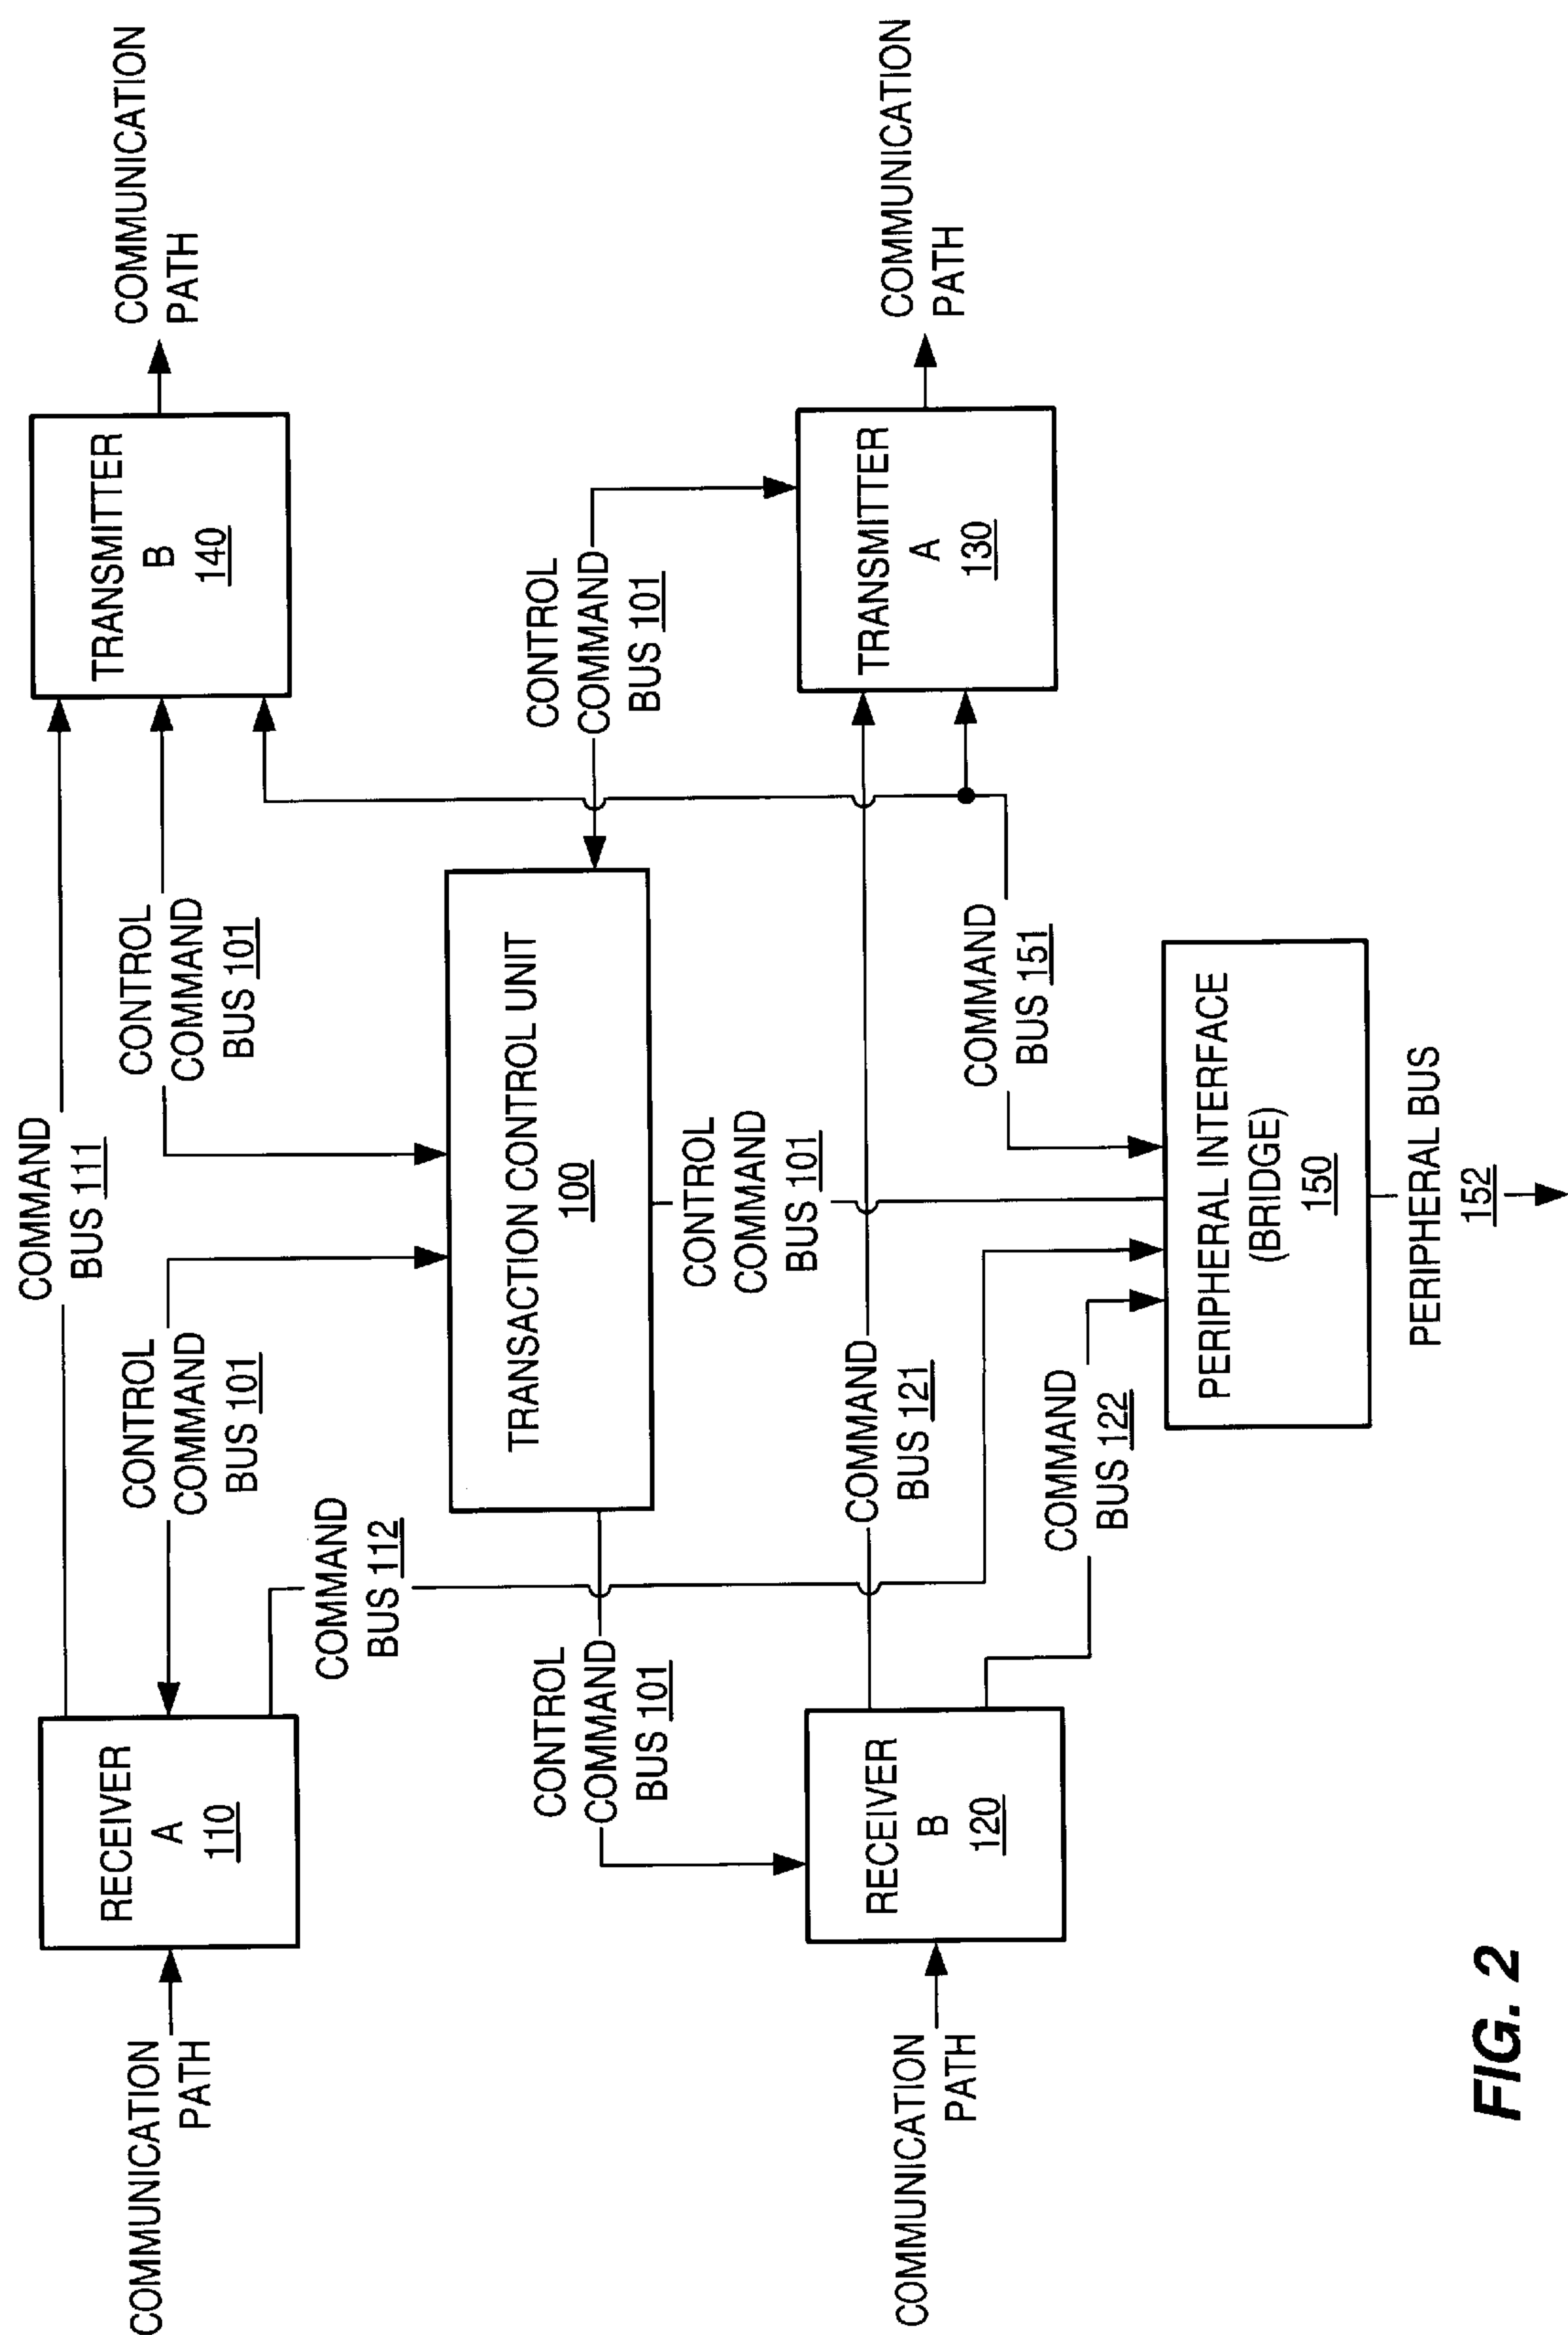 COMMAND
BUS 111
COMMUNICATION
PATH
RECEIVER
A
110
CONTROL
COMMAND
BUS 101
CONTROL
COMMAND
BUS 101
TRANSMITTER
B
140
COMMUNICATION
PATH
COMMAND
BUS 112
TRANSACTION CONTROL UNIT
100
CONTROL
COMMAND
BUS 101
CONTROL
COMMAND
BUS 101
CONTROL
COMMAND
BUS 101
COMMUNICATION
PATH
RECEIVER
B
120
COMMAND
BUS 121
TRANSMITTER
A
130
COMMUNICATION
PATH
COMMAND
BUS 122
COMMAND
BUS 151
PERIPHERAL INTERFACE
(BRIDGE)
150
PERIPHERAL BUS
152
FIG. 2